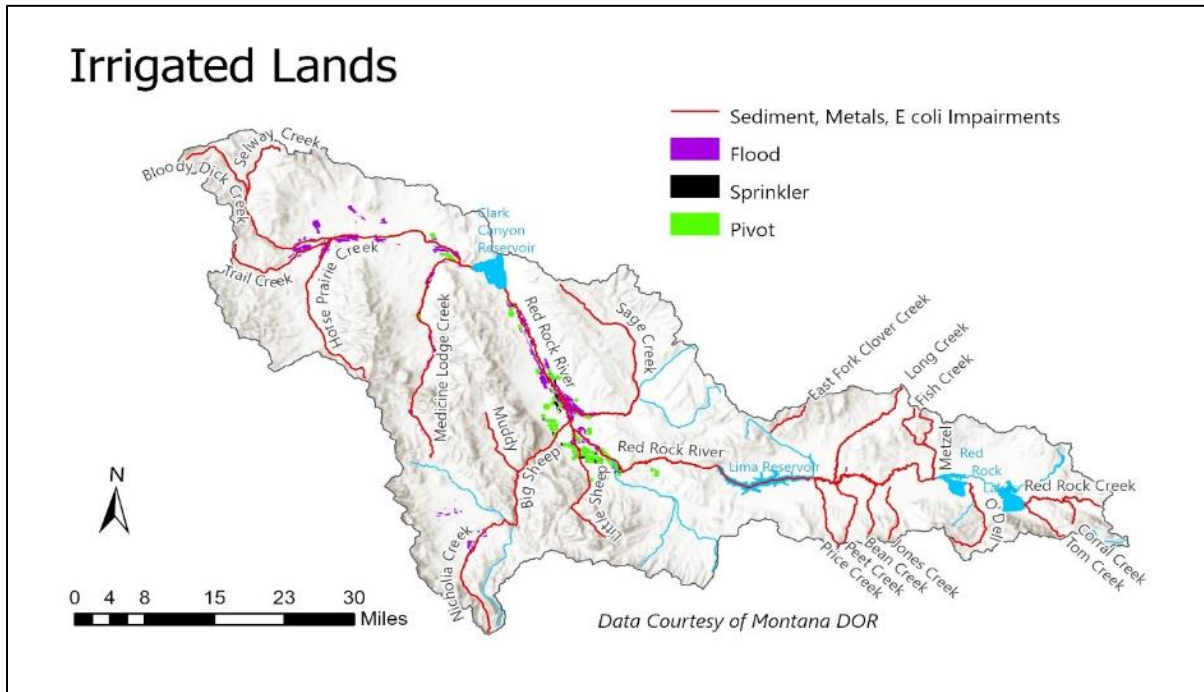 Irrigated Lands
Sediment, Metals, E coli Impairments
Flood
Sprinkler
Pivot
Selway Creek
Bloody Dick Creek
Trail Creek
Horse Prairie Creek
Medicine Lodge Creek
Clark
Canyon
Reservoir
Red Rock River
Sage Creek
Muddy
Big Sheep
Little Sheep
Nicholia Creek
Red Rock River
Lima Reservoir
East Fork Clover Creek
Long Creek
Fish Creek
Metzel
Red
Rock
Lakes
O'Dell
Red Rock Creek
Corral Creek
Tom Creek
Jones Creek
Bean Creek
Peet Creek
Price Creek
N
0 4 8 15 23 30
Miles
Data Courtesy of Montana DOR